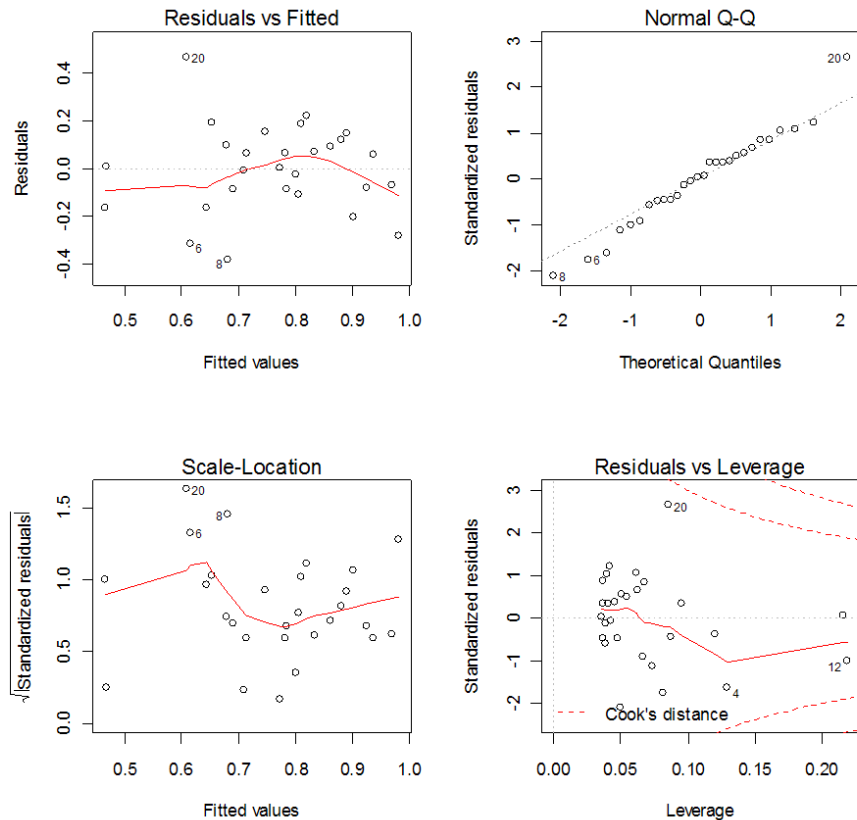 Residuals vs Fitted
Residuals
0.4
0.2
0.0
-0.2
-0.4
20
6
8
0.5 0.6 0.7 0.8 0.9 1.0
Fitted values
Normal Q-Q
Standardized residuals
3
2
1
0
-1
-2
20
6
8
-2 -1 0 1 2
Theoretical Quantiles
Scale-Location
√|Standardized residuals|
1.5
1.0
0.5
0.0
20
8
6
0.5 0.6 0.7 0.8 0.9 1.0
Fitted values
Residuals vs Leverage
Standardized residuals
3
2
1
0
-1
-2
20
12
4
Cook's distance
0.00 0.05 0.10 0.15 0.20
Leverage